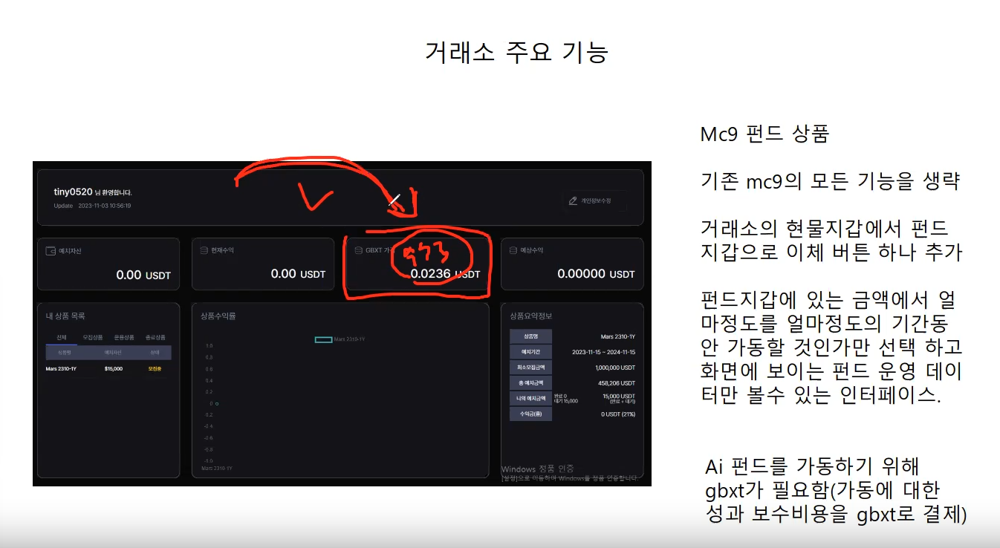 거래소 주요 기능
Mc9 펀드 상품
기존 mc9의 모든 기능을 생략
거래소의 현물지갑에서 펀드
지갑으로 이체 버튼 하나 추가
펀드지갑에 있는 금액에서 얼
마정도를 얼마정도의 기간동
안 가동할 것인가만 선택 하고
화면에 보이는 펀드 운영 데이
터만 볼수 있는 인터페이스.
Ai 펀드를 가동하기 위해
gbxt가 필요함(가동에 대한
성과 보수비용을 gbxt로 결제)
tiny0520 님 환영합니다.
Update 2023-11-03 10:56:19
개인정보수정
예치자산
0.00 USDT
현재수익
0.00 USDT
GBXT
0.0236 USDT
예상수익
0.00000 USDT
내 상품 목록
전체 모집상품 운용상품 종료상품
상품명 예치자산 상태
Mars 2310-1Y $15,000 모집중
상품수익률
Mars 2310-1Y
1.0
0.8
0.6
0.4
0.2
0
-0.2
-0.4
-0.6
-0.8
-1.0
Mars 2310-1Y
상품요약정보
상품명 Mars 2310-1Y
예치기간 2023-11-15 ~ 2024-11-15
최소모집금액 1,000,000 USDT
총 예치금액 458,206 USDT
나의 예치금액 완료 0 15,000 USDT
대기 15,000 (완료 + 대기)
수익금(률) 0 USDT (21%)
Windows 정품 인증
[설정]으로 이동하여 Windows를 정품 인증합니다.